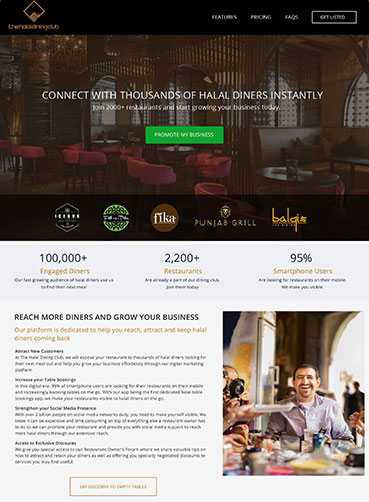 thehalaldiningclub
FEATURES PRICING FAQS GET LISTED
CONNECT WITH THOUSANDS OF HALAL DINERS INSTANTLY
Join 2000+ restaurants and start growing your business today.
PROMOTE MY BUSINESS
fika
PUNJAB GRILL
balqis
100,000+ 2,200+ 95%
Engaged Diners Restaurants Smartphone Users
Our fast growing audience of halal diners use us Are already a part of our dining club. Are looking for restaurants on their mobile.
to find their next meal Join them today We make you visible
REACH MORE DINERS AND GROW YOUR BUSINESS
Our platform is dedicated to help you reach, attract and keep halal
diners coming back
Attract New Customers
At The Halal Dining Club, we will expose your restaurant to thousands of halal diners looking for
their next meal out and help you grow your business effortlessly through our digital marketing
platform
Increase your Table bookings
In this digital era, 95% of smartphone users are looking for their restaurants on their mobile
and increasingly booking tables on the go. With our app being the first dedicated halal table
bookings app, we make your restaurants visible to halal diners on the go.
Strengthen your Social Media Presence
With over 2 billion people on social media networks daily, you need to make yourself visible. We
know it can be expensive and time consuming on top of everything else a restaurant owner has
to do so we can promote your restaurant and provide you with social media support to reach
more halal diners through our extensive reach.
Access to Exclusive Discounts
We give you special access to our Restaurant Owner's Forum where we share valuable tips on
how to attract and retain your diners as well as offering you specially negotiated discounts to
services you may find useful.
SAY GOODBYE TO EMPTY TABLES